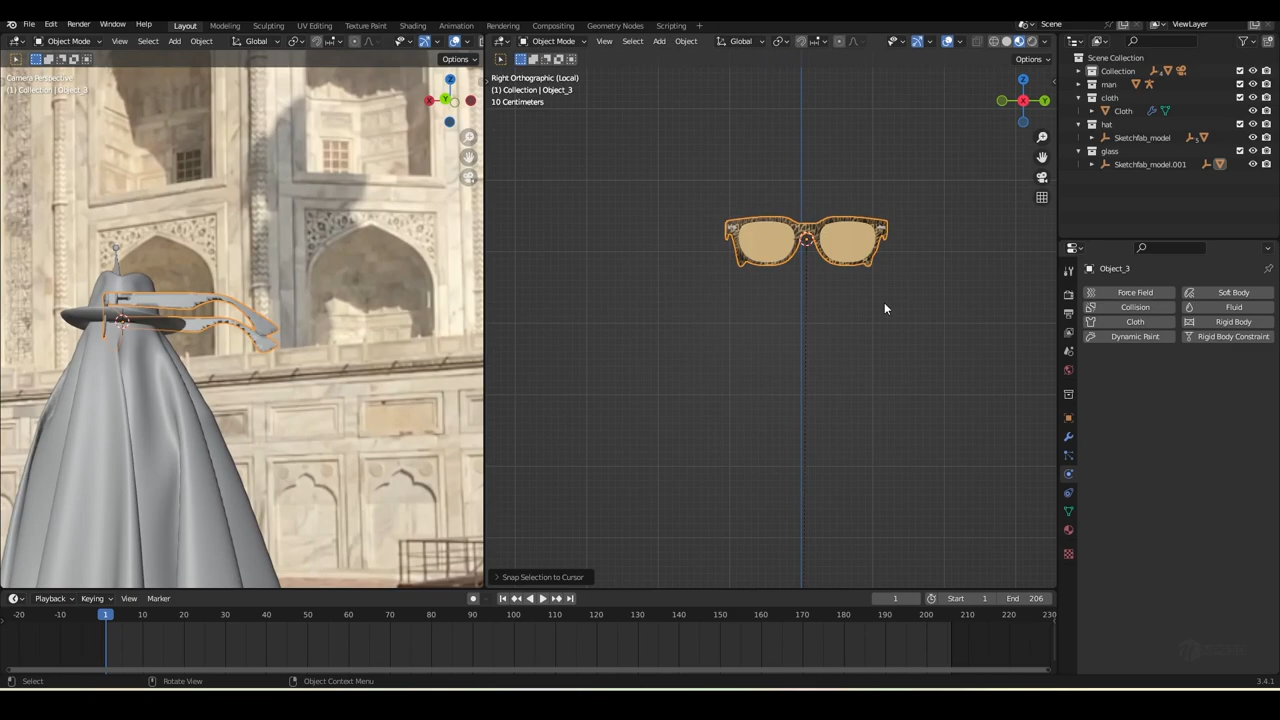 File Edit Render Window Help Layout Modeling Sculpting UV Editing Texture Paint Shading Animation Rendering Compositing Geometry Nodes Scripting + Scene ViewLayer
Object Mode View Select Add Object Global Object Mode View Select Add Object Global
Options Options
Camera Perspective
(1) Collection | Object_3
Z
X
Y
Right Orthographic (Local)
(1) Collection | Object_3
10 Centimeters
Z
X
Y
Snap Selection to Cursor
Scene Collection
Collection
man
cloth
Cloth
hat
Sketchfab_model
5
glass
Sketchfab_model.001
Object_3
Force Field Soft Body
Collision Fluid
Cloth Rigid Body
Dynamic Paint Rigid Body Constraint
Playback Keying View Marker 1 Start 1 End 206
-20 -10 1 10 20 30 40 50 60 70 80 90 100 110 120 130 140 150 160 170 180 190 200 210 220 230
Select Rotate View Object Context Menu 3.4.1